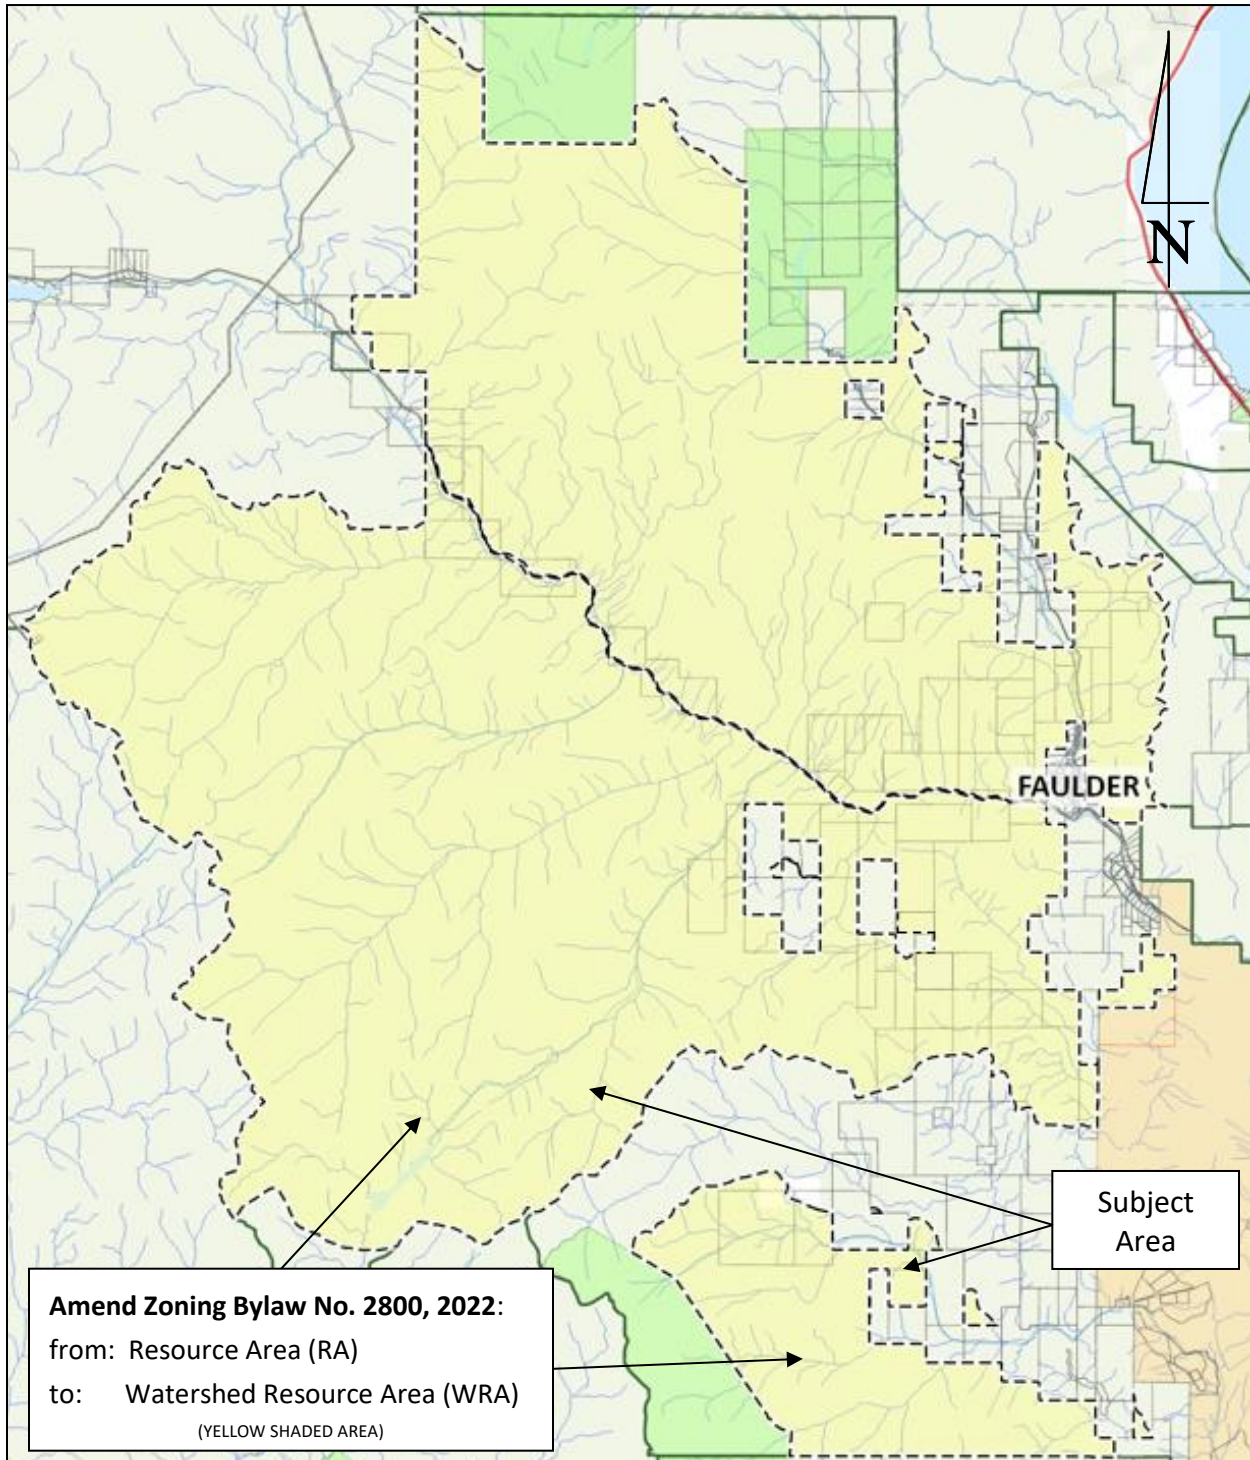 N
FAULDER
Subject
Area
Amend Zoning Bylaw No. 2800, 2022:
from: Resource Area (RA)
to: Watershed Resource Area (WRA)
(YELLOW SHADED AREA)